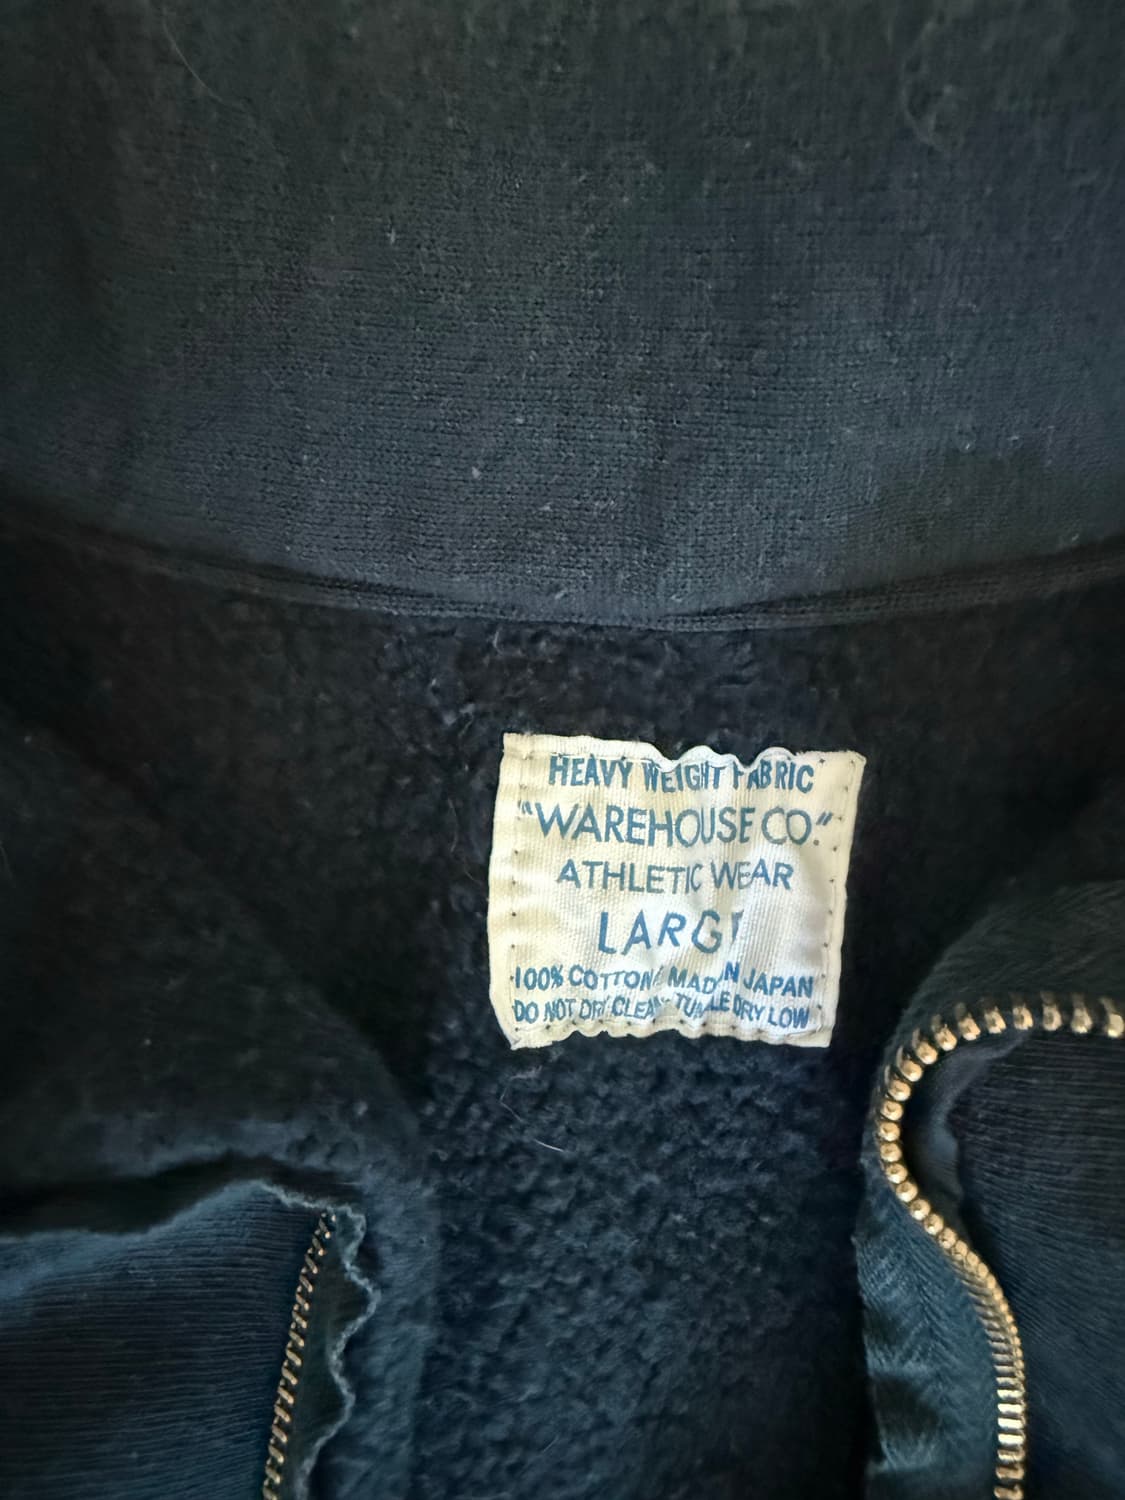 HEAVY WEIGHT FABRIC
"WAREHOUSE CO."
ATHLETIC WEAR
LARGE
100% COTTON MADE IN JAPAN
DO NOT DRY CLEAN TUMBLE DRY LOW